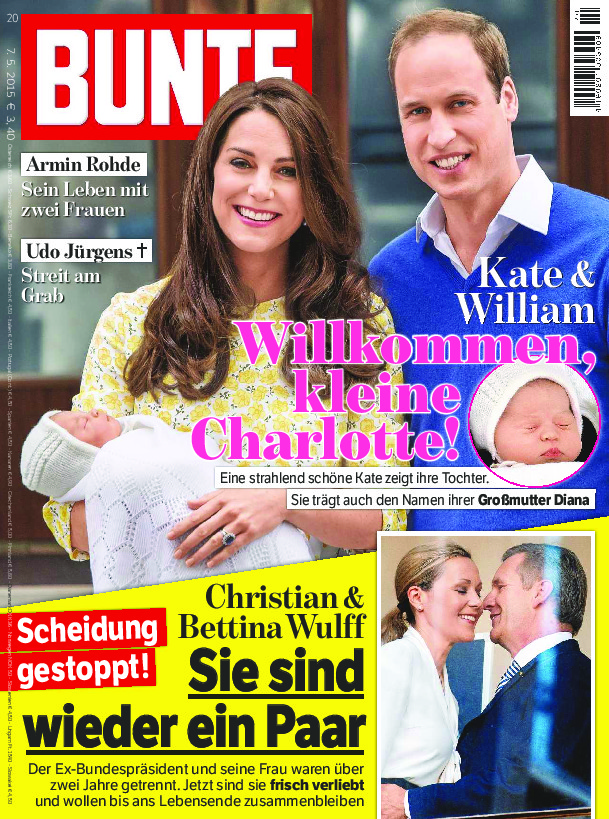 20
7. 5. 2015 € 3,40
BUNTE
Armin Rohde
Sein Leben mit
zwei Frauen
Udo Jürgens †
Streit am
Grab
Kate &
William
Willkommen,
kleine
Charlotte!
Eine strahlend schöne Kate zeigt ihre Tochter.
Sie trägt auch den Namen ihrer Großmutter Diana
Scheidung
gestoppt!
Christian &
Bettina Wulff
Sie sind
wieder ein Paar
Der Ex-Bundespräsident und seine Frau waren über
zwei Jahre getrennt. Jetzt sind sie frisch verliebt
und wollen bis ans Lebensende zusammenbleiben